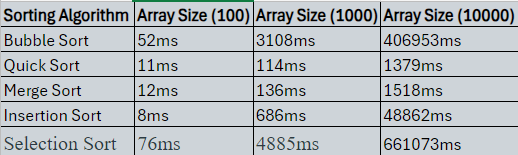 Sorting Algorithm Array Size (100) Array Size (1000) Array Size (10000)
Bubble Sort 52ms 3108ms 406953ms
Quick Sort 11ms 114ms 1379ms
Merge Sort 12ms 136ms 1518ms
Insertion Sort 8ms 686ms 48862ms
Selection Sort 76ms 4885ms 661073ms